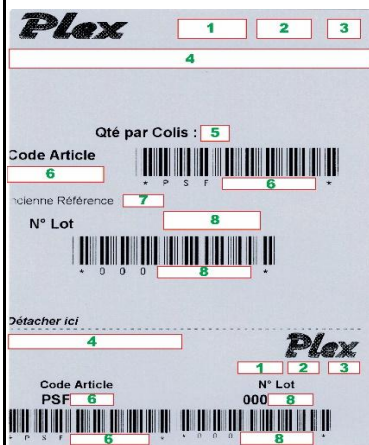 Plex 1 2 3
4
Qté par Colis : 5
Code Article
6
* P S F 6 *
ncienne Référence 7
8
N° Lot
* 0 0 0 8 *
Détacher ici
4
Plex
1 2 3
Code Article N° Lot
PSF 6 000 8
* P S F 6 * * 0 0 0 8 *